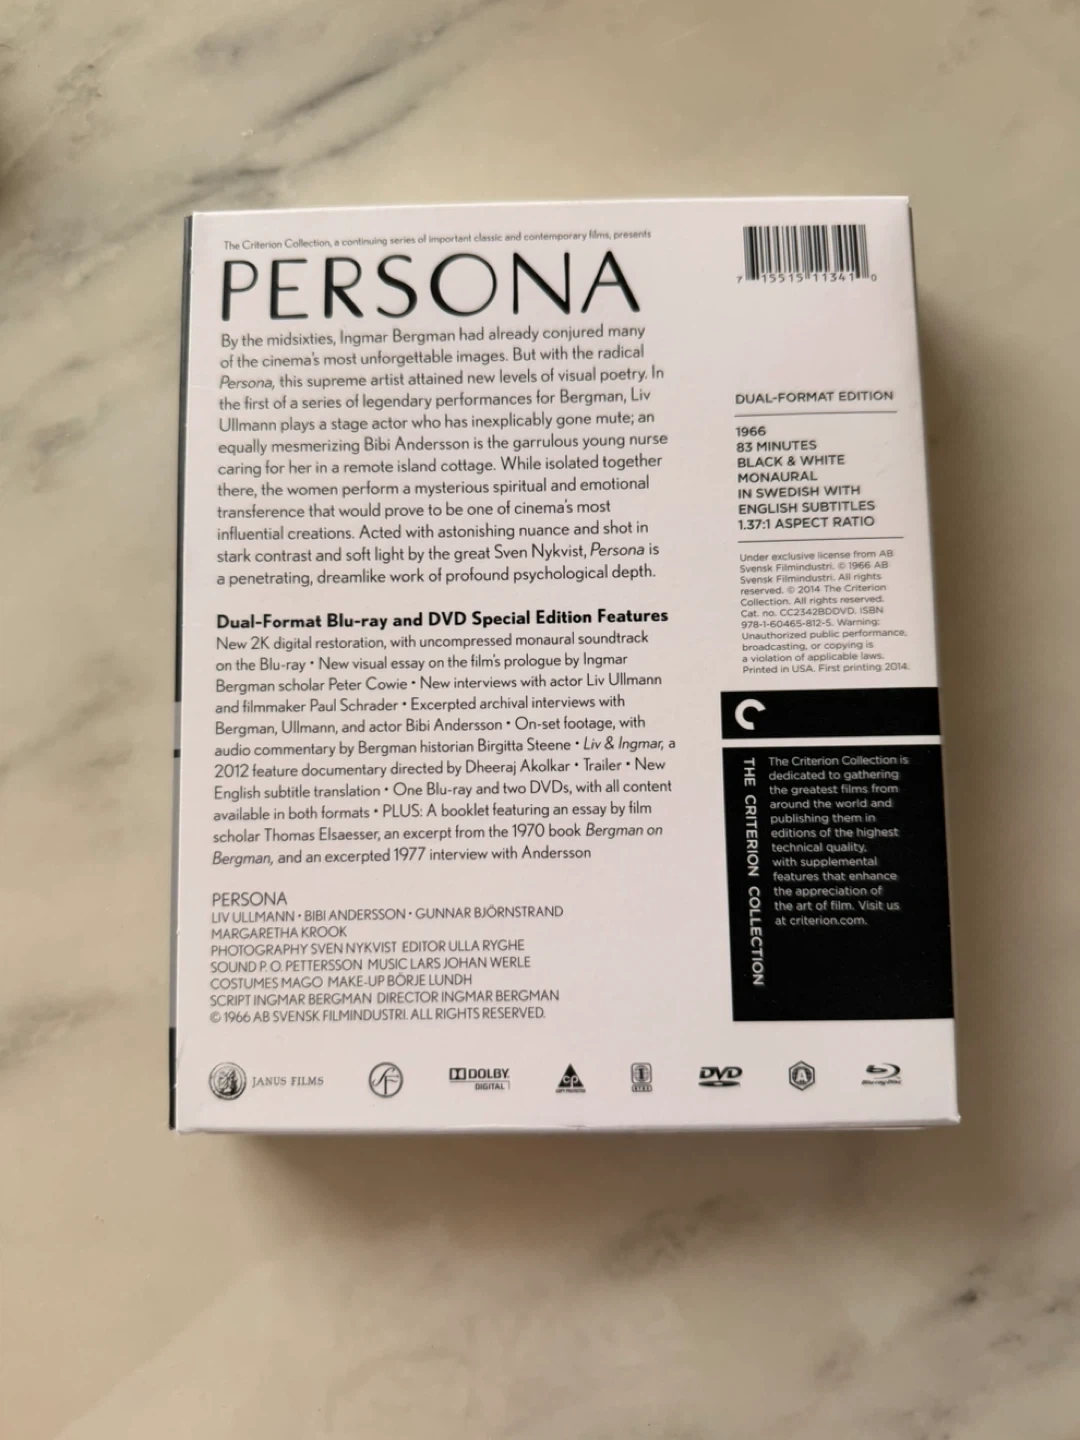 The Criterion Collection, a continuing series of important classic and contemporary films, presents
PERSONA
By the midsixties, Ingmar Bergman had already conjured many
of the cinema's most unforgettable images. But with the radical
Persona, this supreme artist attained new levels of visual poetry. In
the first of a series of legendary performances for Bergman, Liv
Ullmann plays a stage actor who has inexplicably gone mute; an
equally mesmerizing Bibi Andersson is the garrulous young nurse
caring for her in a remote island cottage. While isolated together
there, the women perform a mysterious spiritual and emotional
transference that would prove to be one of cinema's most
influential creations. Acted with astonishing nuance and shot in
stark contrast and soft light by the great Sven Nykvist, Persona is
a penetrating, dreamlike work of profound psychological depth.
Dual-Format Blu-ray and DVD Special Edition Features
New 2K digital restoration, with uncompressed monaural soundtrack
on the Blu-ray • New visual essay on the film's prologue by Ingmar
Bergman scholar Peter Cowie • New interviews with actor Liv Ullmann
and filmmaker Paul Schrader • Excerpted archival interviews with
Bergman, Ullmann, and actor Bibi Andersson • On-set footage, with
audio commentary by Bergman historian Birgitta Steene • Liv & Ingmar, a
2012 feature documentary directed by Dheeraj Akolkar • Trailer • New
English subtitle translation • One Blu-ray and two DVDs, with all content
available in both formats • PLUS: A booklet featuring an essay by film
scholar Thomas Elsaesser, an excerpt from the 1970 book Bergman on
Bergman, and an excerpted 1977 interview with Andersson
PERSONA
LIV ULLMANN • BIBI ANDERSSON • GUNNAR BJÖRNSTRAND
MARGARETHA KROOK
PHOTOGRAPHY SVEN NYKVIST EDITOR ULLA RYGHE
SOUND P. O. PETTERSSON MUSIC LARS JOHAN WERLE
COSTUMES MAGO MAKE-UP BÖRJE LUNDH
SCRIPT INGMAR BERGMAN DIRECTOR INGMAR BERGMAN
© 1966 AB SVENSK FILMINDUSTRI. ALL RIGHTS RESERVED.
7 15515 11341 0
DUAL-FORMAT EDITION
1966
83 MINUTES
BLACK & WHITE
MONAURAL
IN SWEDISH WITH
ENGLISH SUBTITLES
1.37:1 ASPECT RATIO
Under exclusive license from AB
Svensk Filmindustri. © 1966 AB
Svensk Filmindustri. All rights
reserved. © 2014 The Criterion
Collection. All rights reserved.
Cat. no. CC2342BDDVD. ISBN
978-1-60465-812-5. Warning:
Unauthorized public performance,
broadcasting, or copying is
a violation of applicable laws.
Printed in USA. First printing 2014.
THE CRITERION COLLECTION
The Criterion Collection is
dedicated to gathering
the greatest films from
around the world and
publishing them in
editions of the highest
technical quality,
with supplemental
features that enhance
the appreciation of
the art of film. Visit us
at criterion.com.
JANUS FILMS
SF
DOLBY
DIGITAL
CP
1
DVD
A
Blu-ray Disc